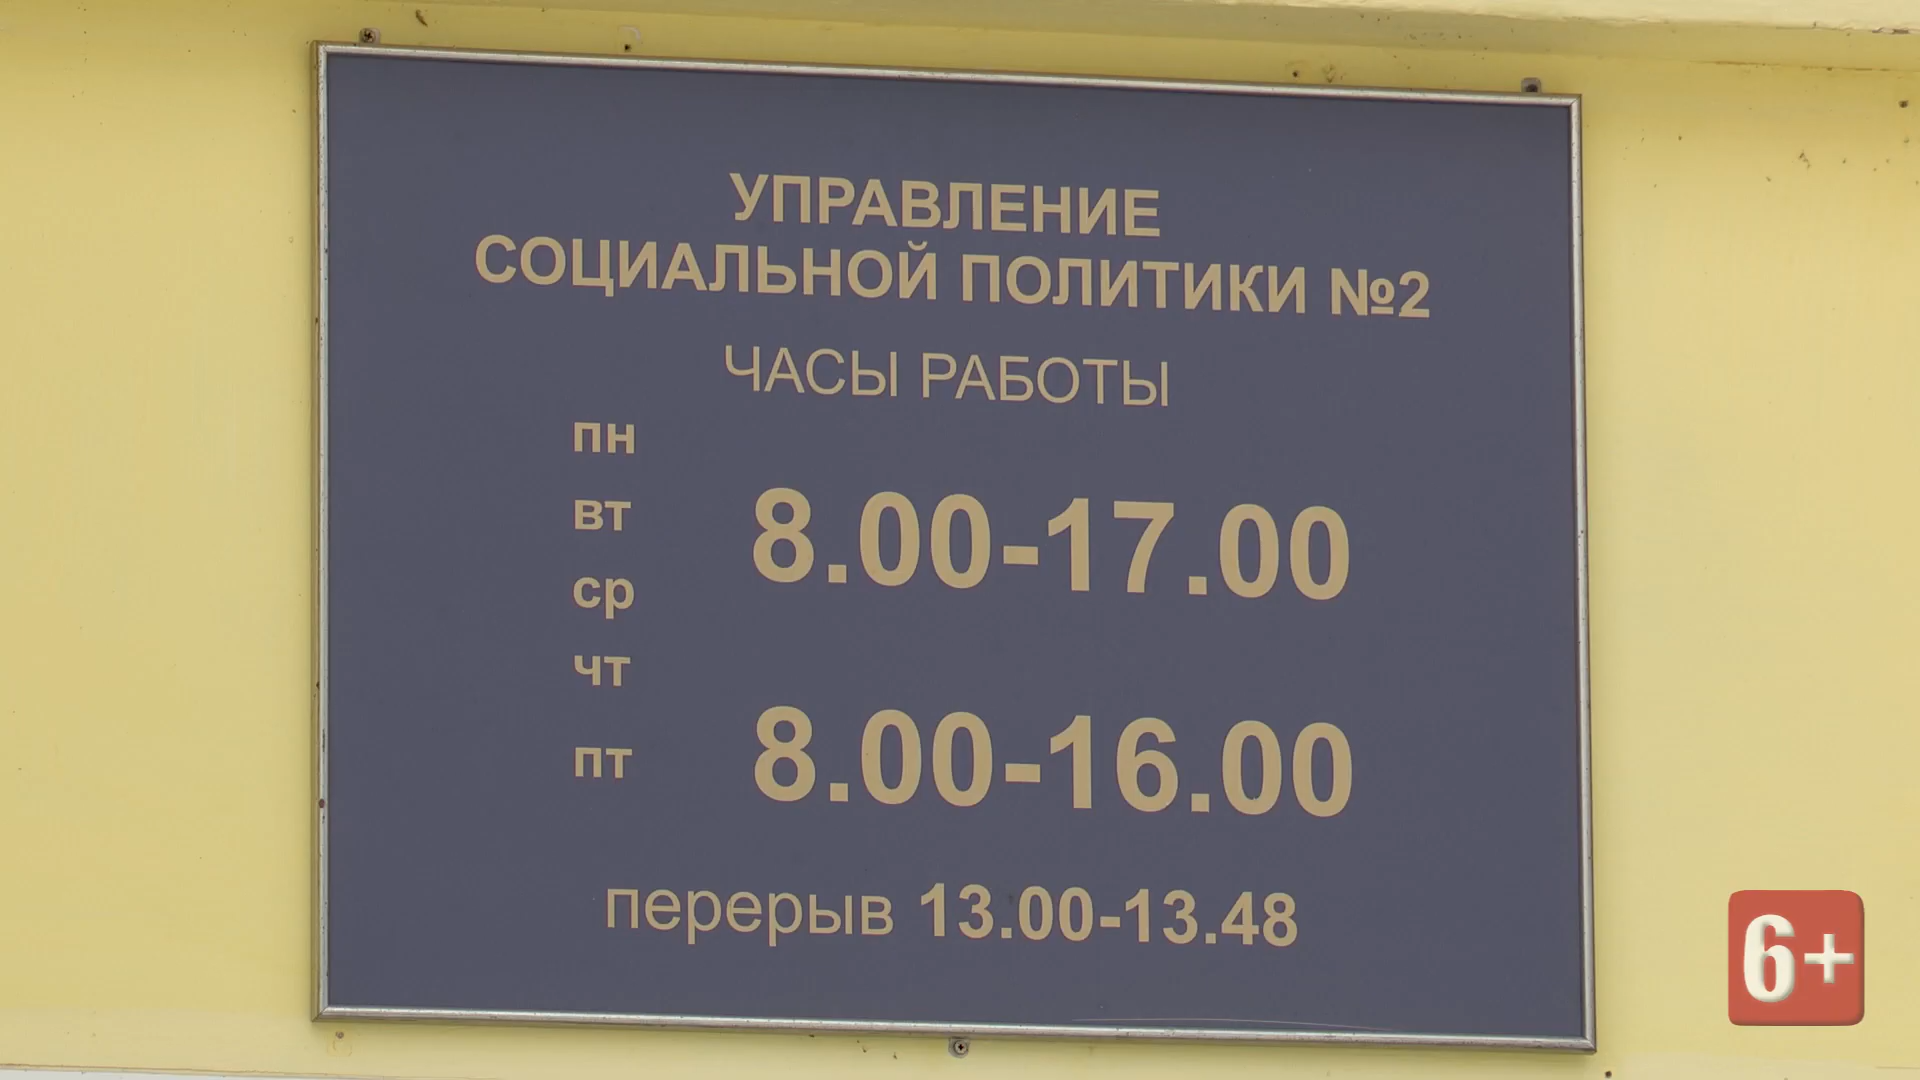 УПРАВЛЕНИЕ
СОЦИАЛЬНОЙ ПОЛИТИКИ №2
ЧАСЫ РАБОТЫ
пн
вт
8.00-17.00
ср
чт
пт 8.00-16.00
перерыв 13.00-13.48
6+